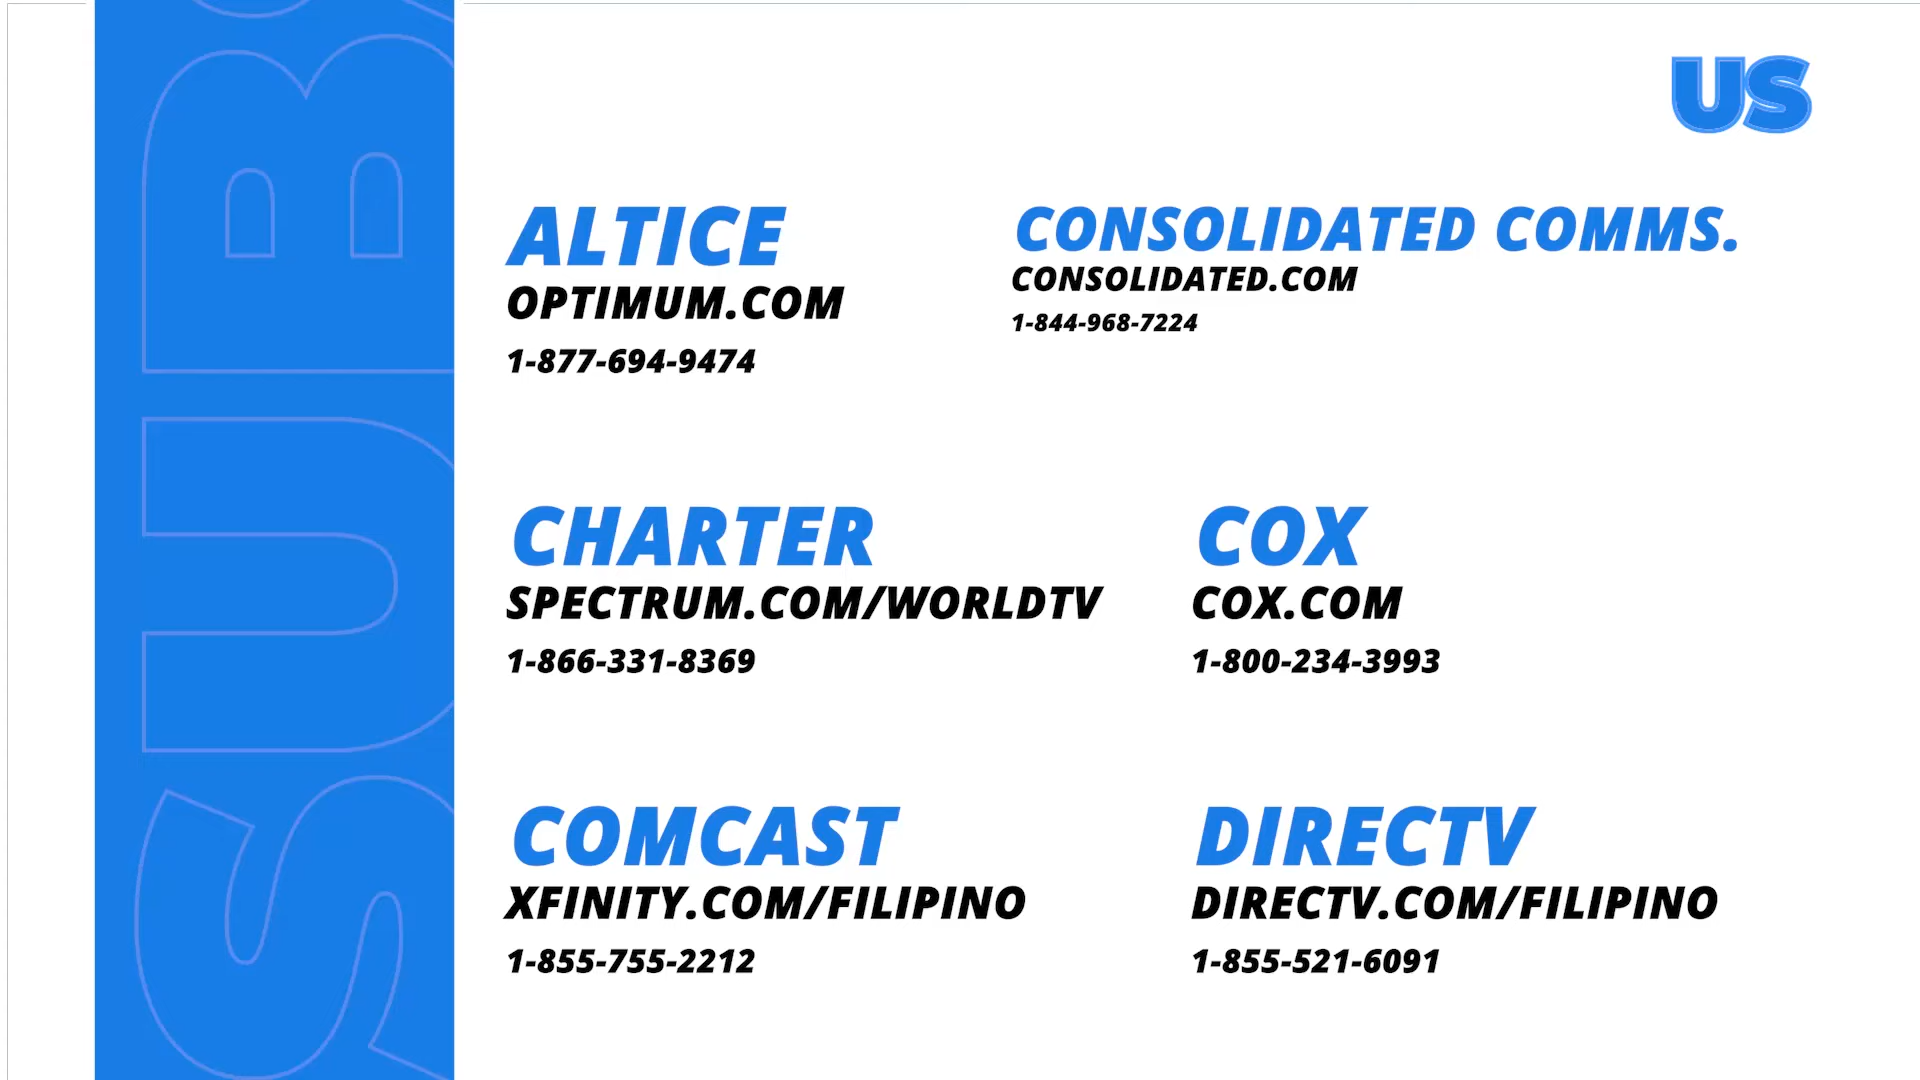 US
SUB
ALTICE
OPTIMUM.COM
1-877-694-9474
CONSOLIDATED COMMS.
CONSOLIDATED.COM
1-844-968-7224
CHARTER
SPECTRUM.COM/WORLDTV
1-866-331-8369
COX
COX.COM
1-800-234-3993
COMCAST
XFINITY.COM/FILIPINO
1-855-755-2212
DIRECTV
DIRECTV.COM/FILIPINO
1-855-521-6091